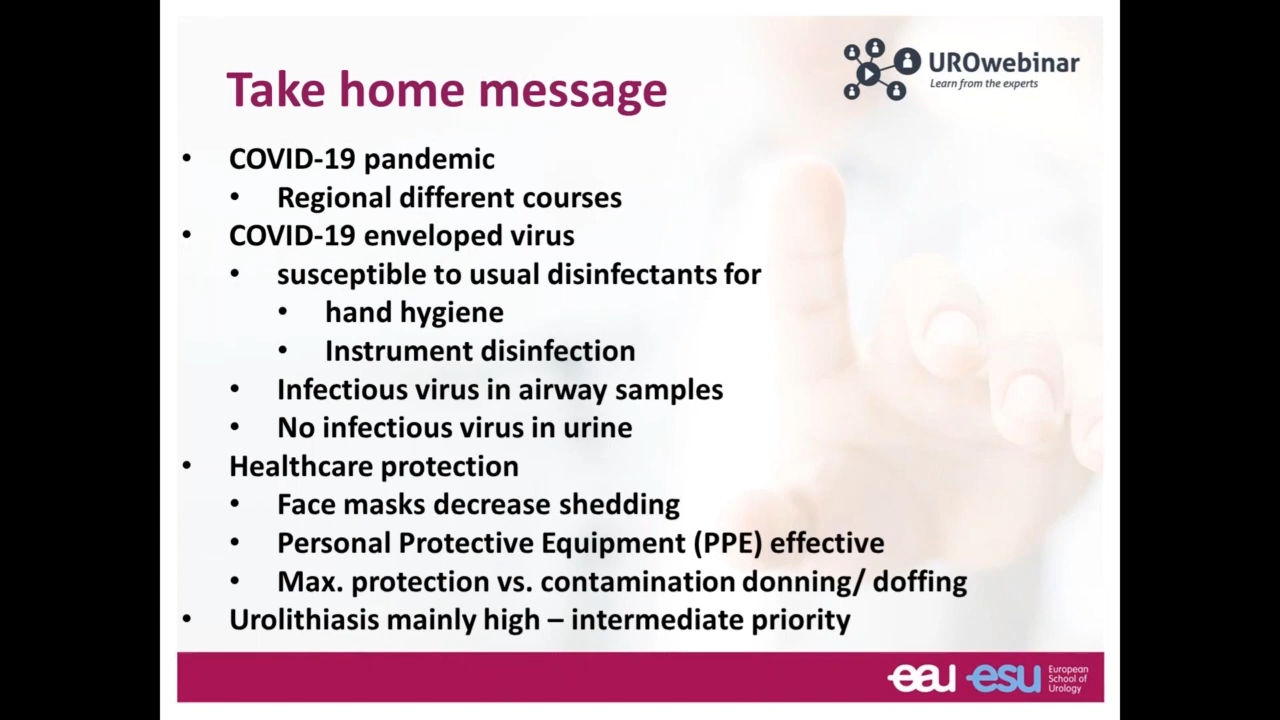 UROwebinar
Learn from the experts
Take home message
• COVID-19 pandemic
• Regional different courses
• COVID-19 enveloped virus
• susceptible to usual disinfectants for
• hand hygiene
• Instrument disinfection
• Infectious virus in airway samples
• No infectious virus in urine
• Healthcare protection
• Face masks decrease shedding
• Personal Protective Equipment (PPE) effective
• Max. protection vs. contamination donning/ doffing
• Urolithiasis mainly high – intermediate priority
eau esu
European
School of
Urology